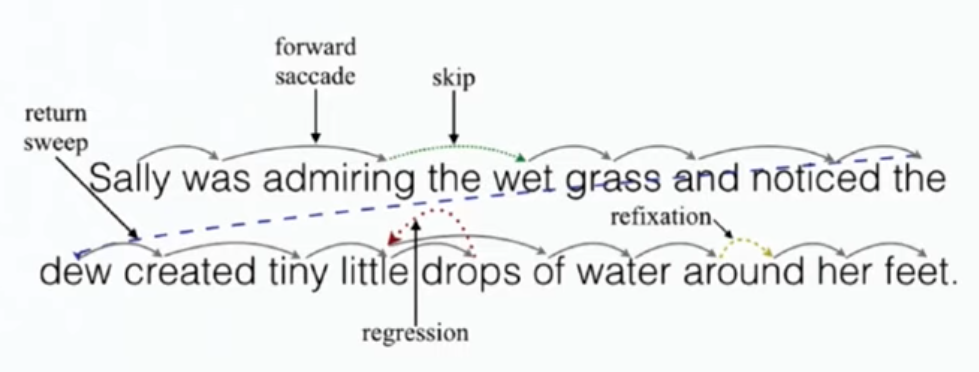 forward
saccade
skip
return
sweep
Sally was admiring the wet grass and noticed the
refixation
dew created tiny little drops of water around her feet.
regression